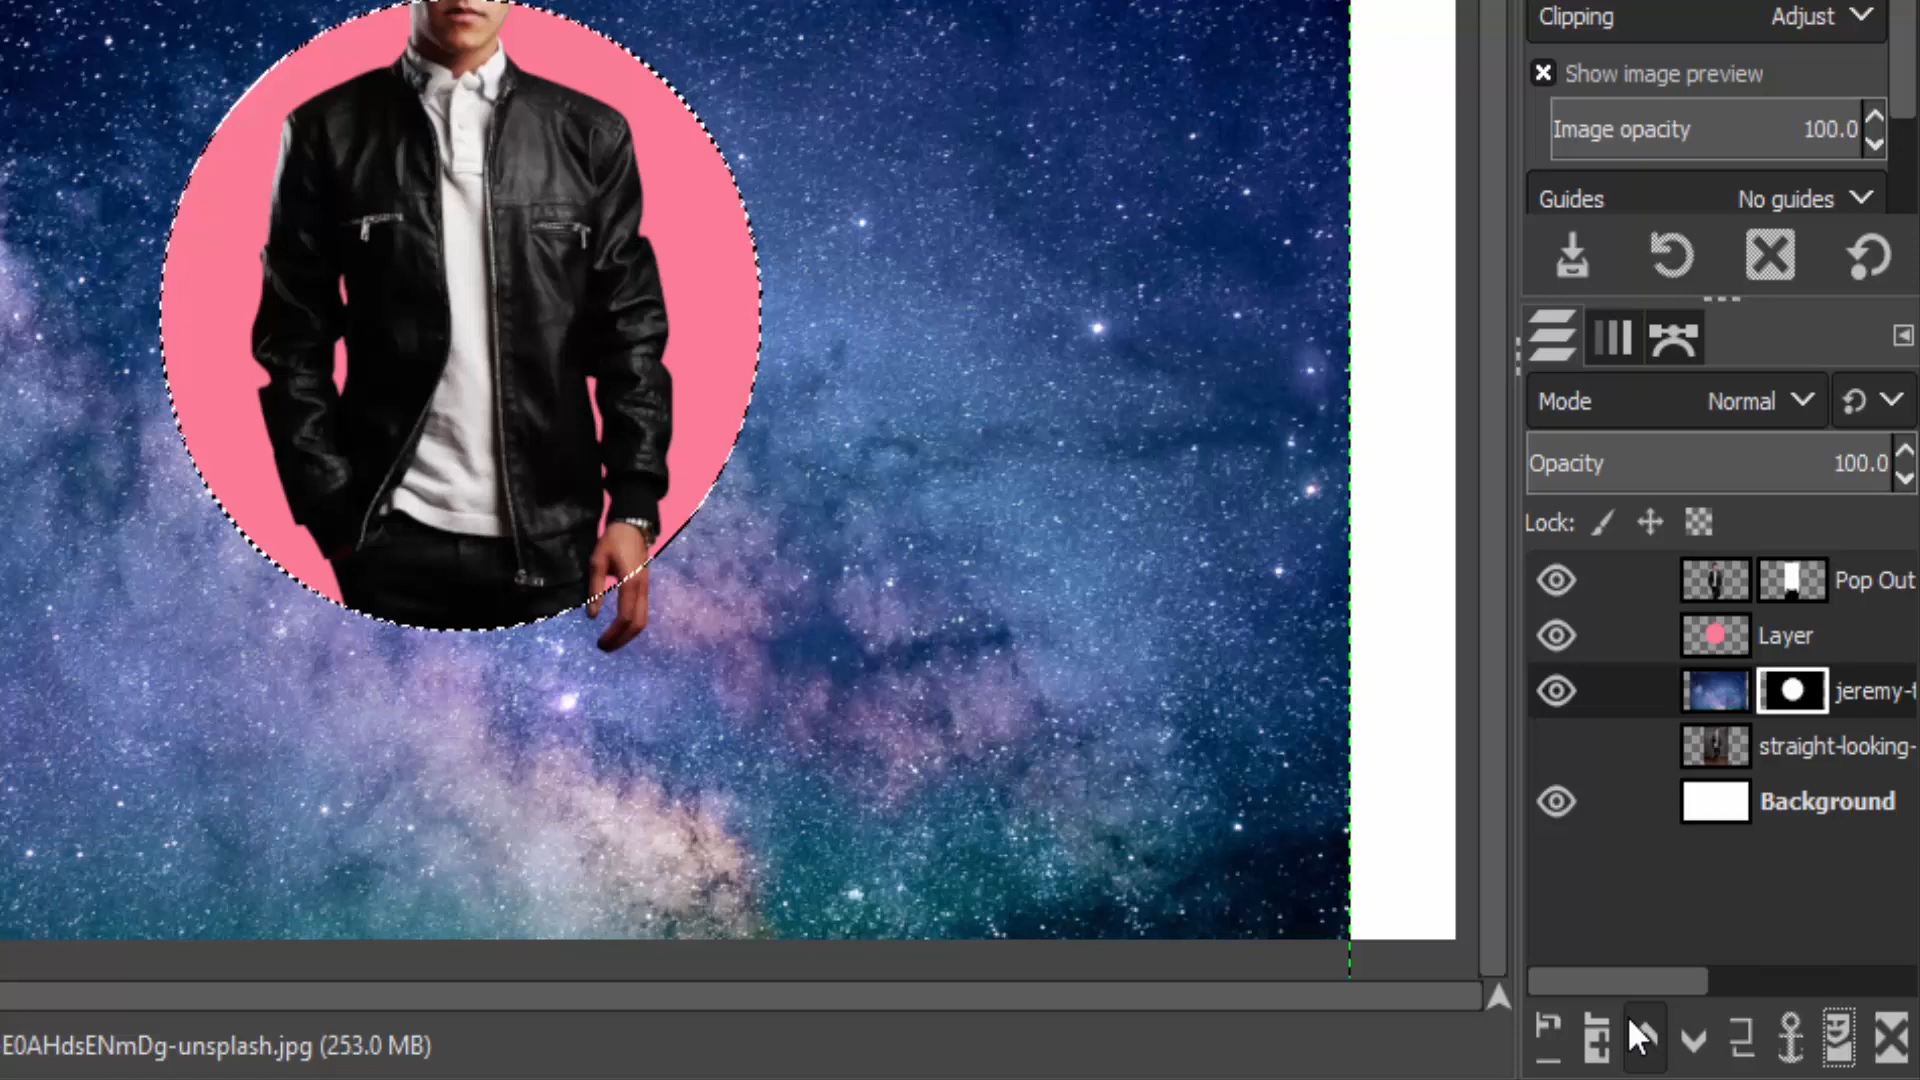 Clipping Adjust
Show image preview
Image opacity 100.0
Guides No guides
Mode Normal
Opacity 100.0
Lock:
Pop Out
Layer
jeremy-t
straight-looking-
Background
E0AHdsENmDg-unsplash.jpg (253.0 MB)